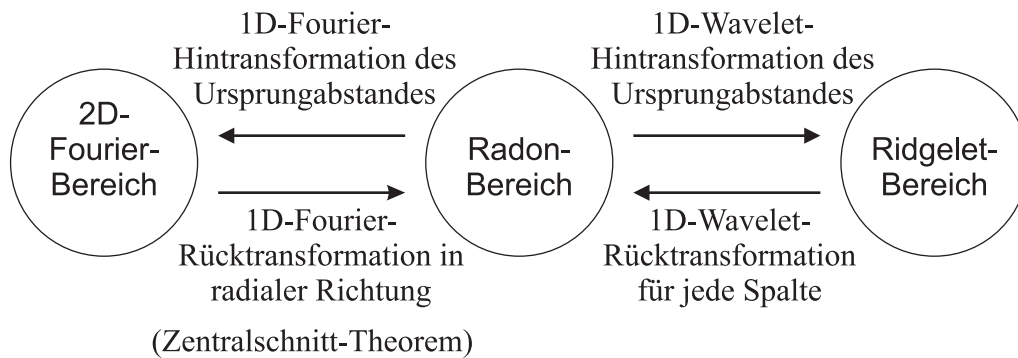 1D-Fourier-
Hintransformation des
Ursprungabstandes
1D-Wavelet-
Hintransformation des
Ursprungabstandes
2D-
Fourier-
Bereich
Radon-
Bereich
Ridgelet-
Bereich
1D-Fourier-
Rücktransformation in
radialer Richtung
(Zentralschnitt-Theorem)
1D-Wavelet-
Rücktransformation
für jede Spalte